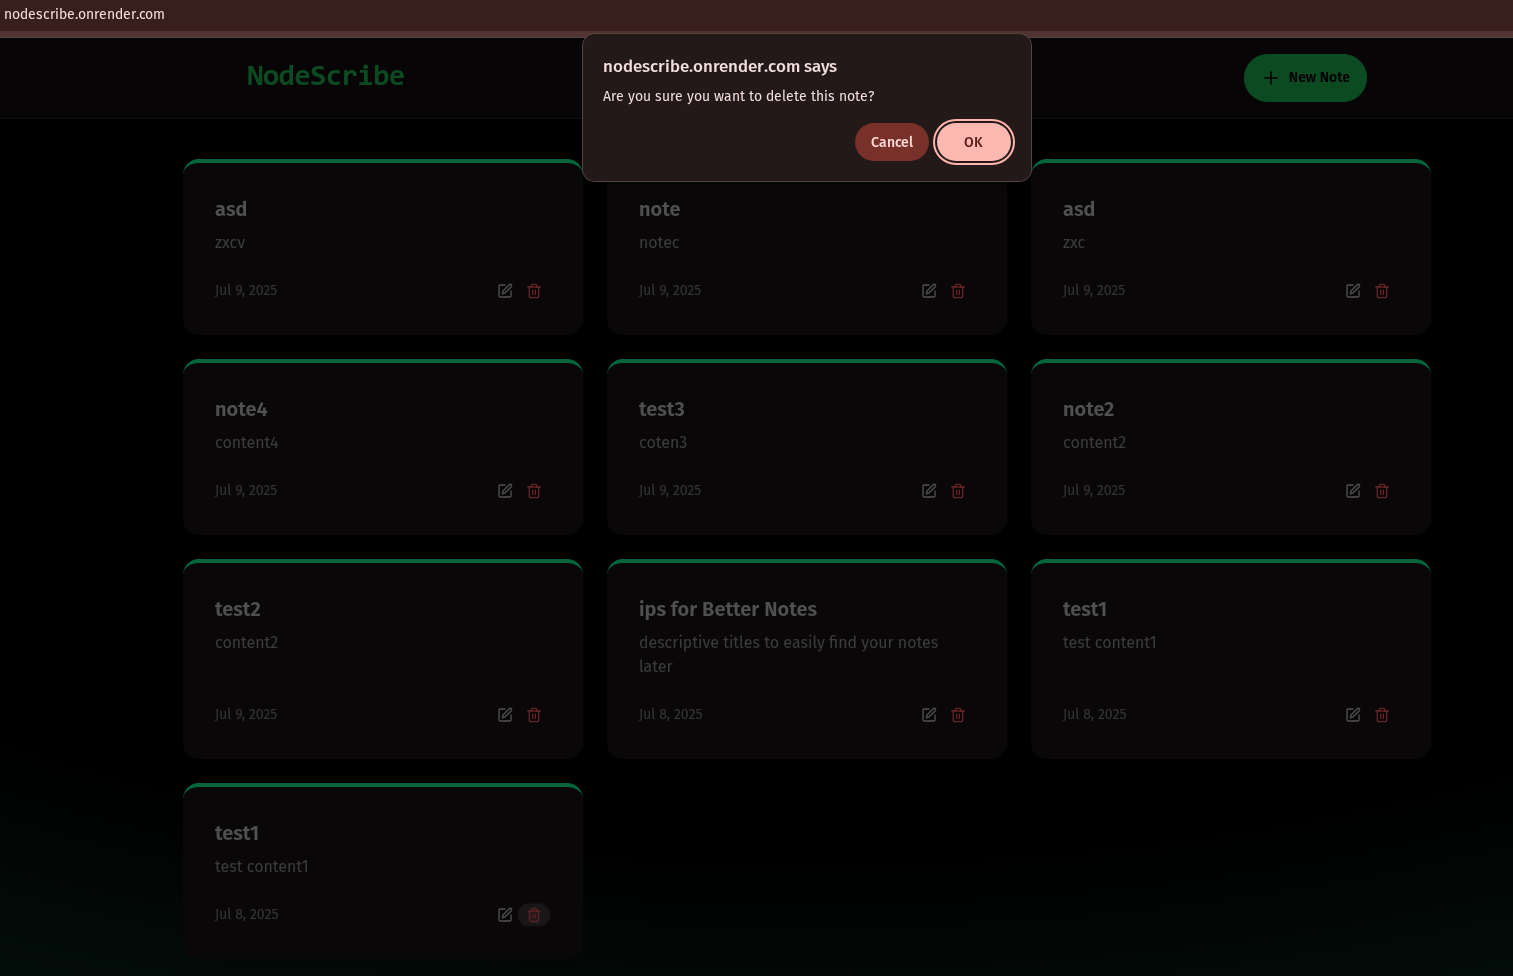 nodescribe.onrender.com
nodescribe.onrender.com says
Are you sure you want to delete this note?
Cancel
OK
NodeScribe
New Note
asd
zxcv
Jul 9, 2025
note
notec
Jul 9, 2025
asd
zxc
Jul 9, 2025
note4
content4
Jul 9, 2025
test3
coten3
Jul 9, 2025
note2
content2
Jul 9, 2025
test2
content2
Jul 9, 2025
ips for Better Notes
descriptive titles to easily find your notes
later
Jul 8, 2025
test1
test content1
Jul 8, 2025
test1
test content1
Jul 8, 2025